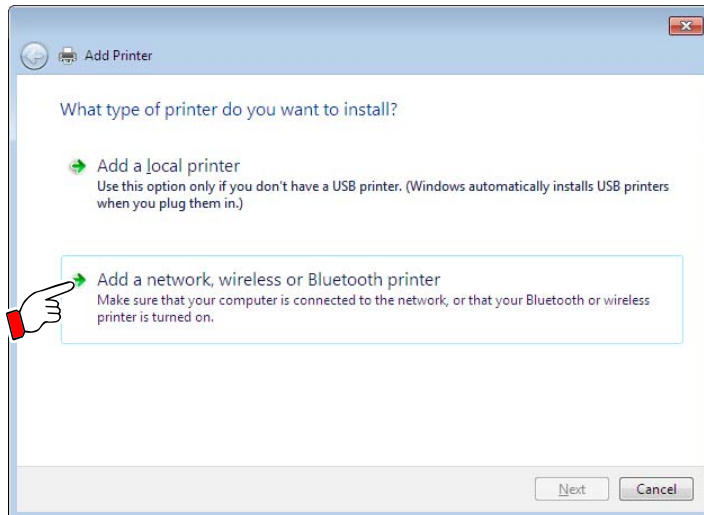 Add Printer
What type of printer do you want to install?
Add a local printer
Use this option only if you don't have a USB printer. (Windows automatically installs USB printers
when you plug them in.)
Add a network, wireless or Bluetooth printer
Make sure that your computer is connected to the network, or that your Bluetooth or wireless
printer is turned on.
Next Cancel